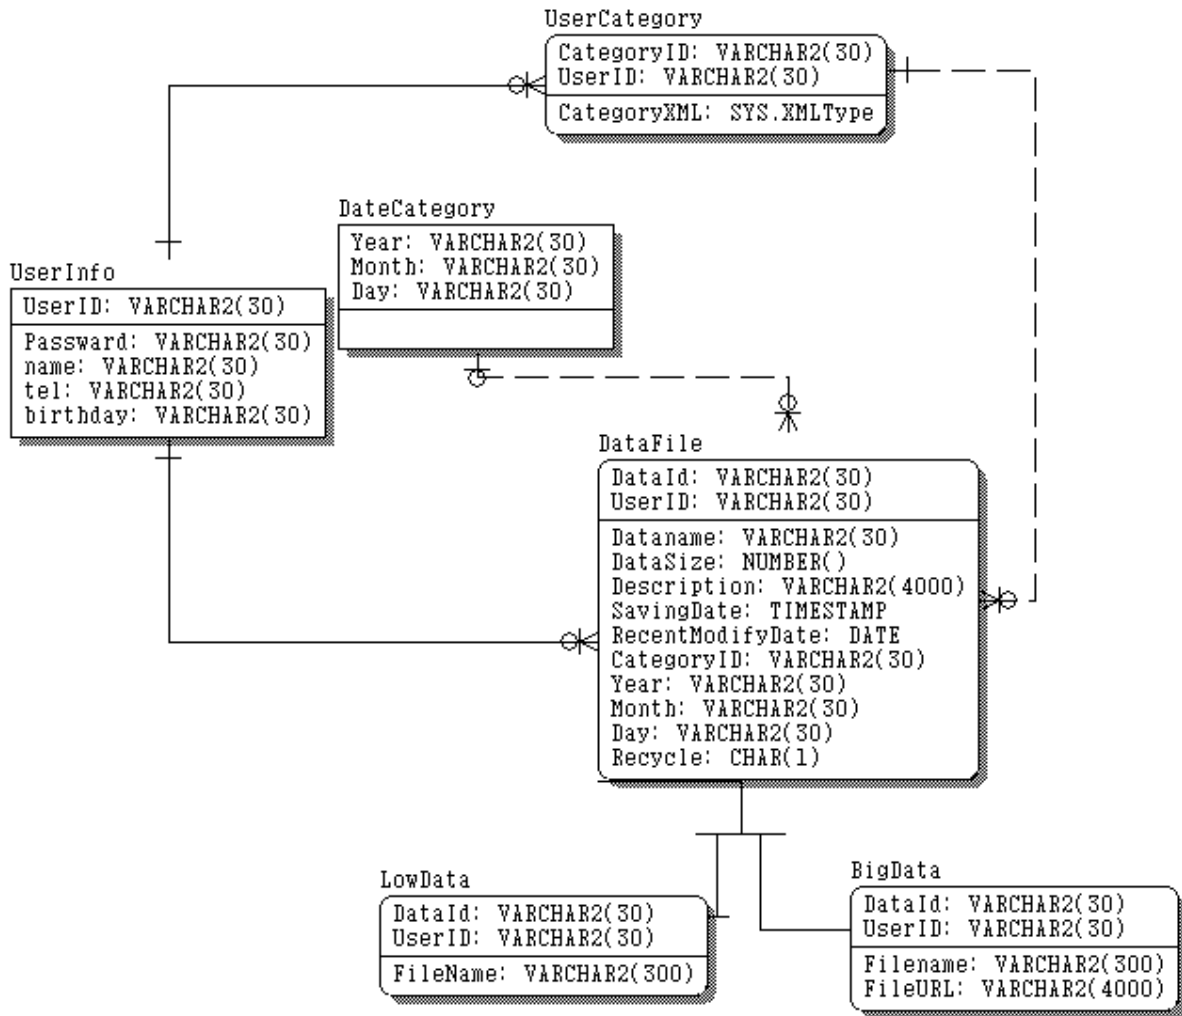 UserCategory
CategoryID: VARCHAR2(30)
UserID: VARCHAR2(30)
CategoryXML: SYS.XMLType
DateCategory
Year: VARCHAR2(30)
Month: VARCHAR2(30)
Day: VARCHAR2(30)
UserInfo
UserID: VARCHAR2(30)
Passward: VARCHAR2(30)
name: VARCHAR2(30)
tel: VARCHAR2(30)
birthday: VARCHAR2(30)
DataFile
DataId: VARCHAR2(30)
UserID: VARCHAR2(30)
Dataname: VARCHAR2(30)
DataSize: NUMBER()
Description: VARCHAR2(4000)
SavingDate: TIMESTAMP
RecentModifyDate: DATE
CategoryID: VARCHAR2(30)
Year: VARCHAR2(30)
Month: VARCHAR2(30)
Day: VARCHAR2(30)
Recycle: CHAR(1)
LowData
DataId: VARCHAR2(30)
UserID: VARCHAR2(30)
FileName: VARCHAR2(300)
BigData
DataId: VARCHAR2(30)
UserID: VARCHAR2(30)
Filename: VARCHAR2(300)
FileURL: VARCHAR2(4000)